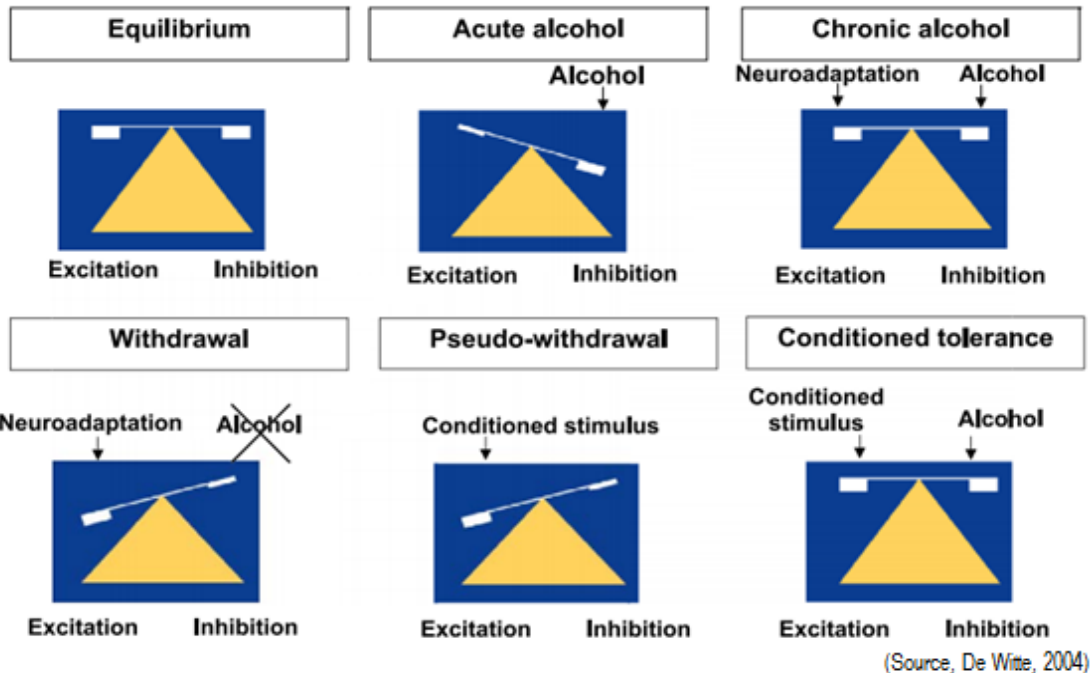 Equilibrium
Acute alcohol
Chronic alcohol
Alcohol
Neuroadaptation Alcohol
Excitation Inhibition
Excitation Inhibition
Excitation Inhibition
Withdrawal
Pseudo-withdrawal
Conditioned tolerance
Neuroadaptation Alcohol
Conditioned stimulus
Conditioned
stimulus
Alcohol
Excitation Inhibition
Excitation Inhibition
Excitation Inhibition
(Source, De Witte, 2004)